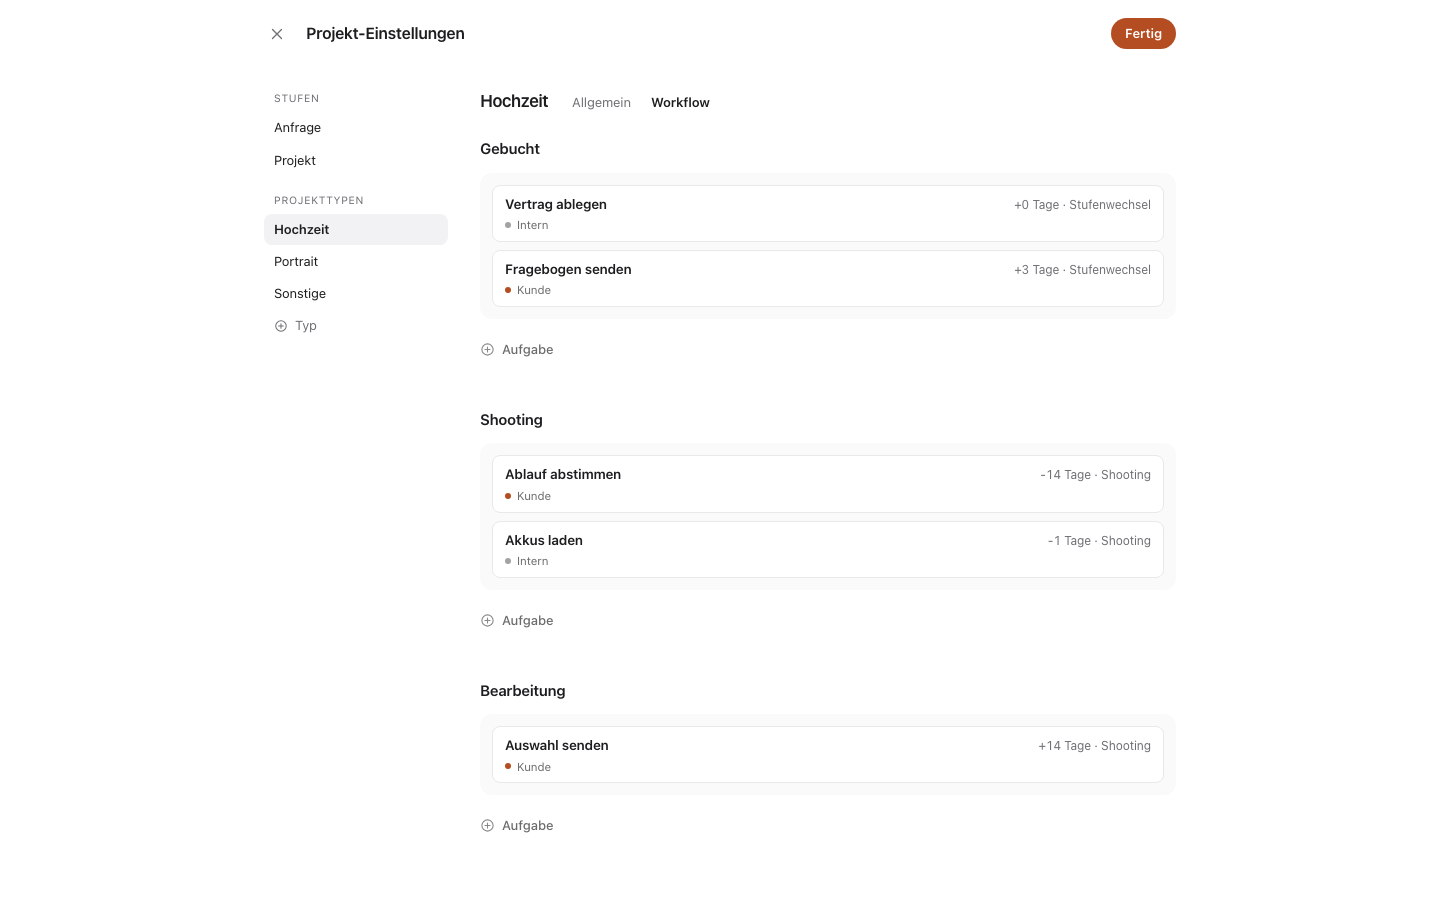 Projekt-Einstellungen
Fertig
STUFEN
Anfrage
Projekt
PROJEKTTYPEN
Hochzeit
Portrait
Sonstige
Typ
Hochzeit Allgemein Workflow
Gebucht
Vertrag ablegen +0 Tage · Stufenwechsel
Intern
Fragebogen senden +3 Tage · Stufenwechsel
Kunde
Aufgabe
Shooting
Ablauf abstimmen -14 Tage · Shooting
Kunde
Akkus laden -1 Tage · Shooting
Intern
Aufgabe
Bearbeitung
Auswahl senden +14 Tage · Shooting
Kunde
Aufgabe